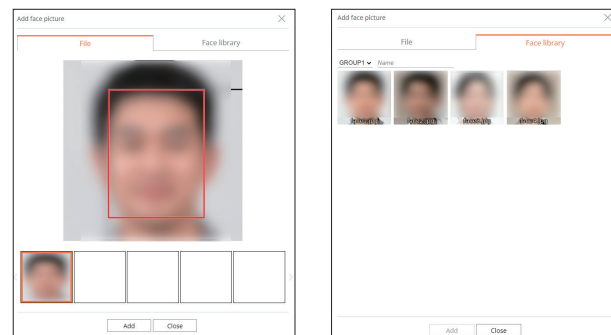 Add face picture
File
Face library
Add
Close
Add face picture
File
Face library
GROUP1
Name
Add
Close